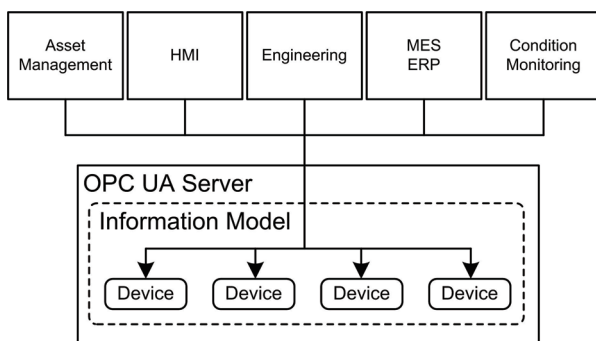 Asset
Management
HMI
Engineering
MES
ERP
Condition
Monitoring
OPC UA Server
Information Model
Device
Device
Device
Device